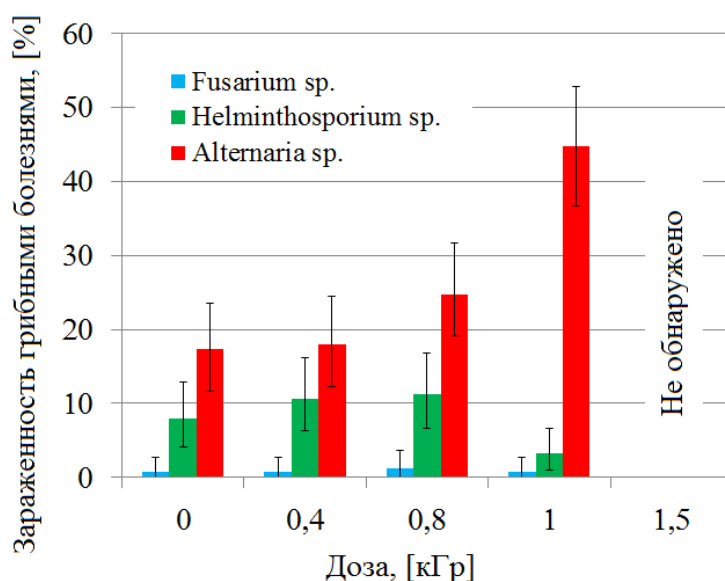 Зараженность грибными болезнями, [%]
60
50
40
30
20
10
0
Fusarium sp.
Helminthosporium sp.
Alternaria sp.
Не обнаружено
0 0,4 0,8 1 1,5
Доза, [кГр]